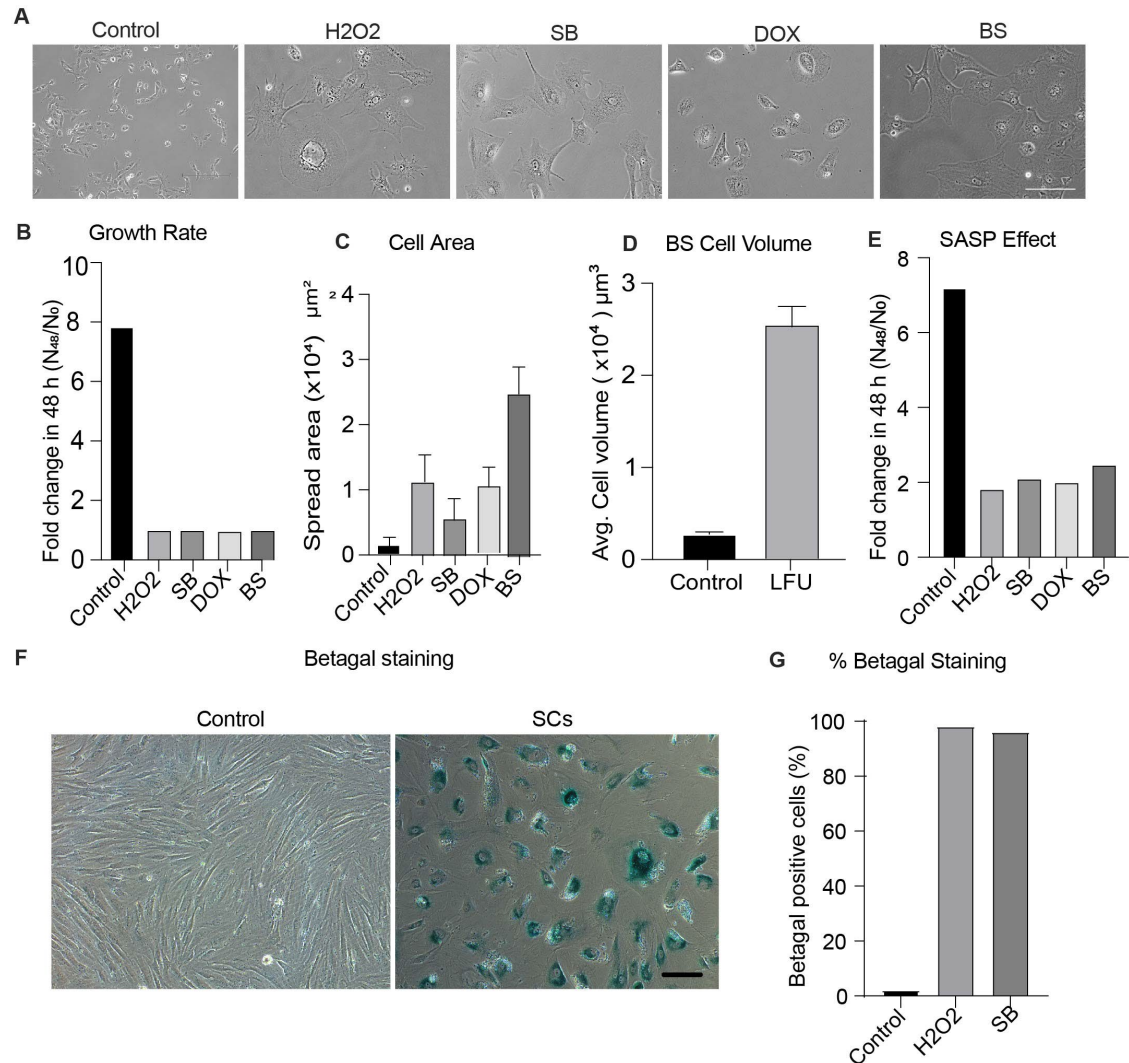 A
Control H2O2 SB DOX BS
B Growth Rate
Fold change in 48 h (N₄₈/N₀)
10
8
6
4
2
0
Control H2O2 SB DOX BS
C Cell Area
Spread area (x10⁴) µm²
2 4
3
2
1
0
Control H2O2 SB DOX BS
D BS Cell Volume
Avg. Cell volume ( x10⁴ ) µm³
3
2
1
0
Control LFU
E SASP Effect
Fold change in 48 h (N₄₈/N₀)
8
6
4
2
0
Control H2O2 SB DOX BS
F Betagal staining
Control SCs
G % Betagal Staining
Betagal positive cells (%)
100
80
60
40
20
0
Control H2O2 SB